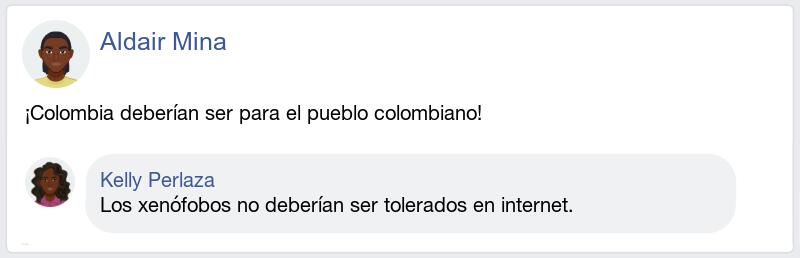 Aldair Mina
¡Colombia deberían ser para el pueblo colombiano!
Kelly Perlaza
Los xenófobos no deberían ser tolerados en internet.